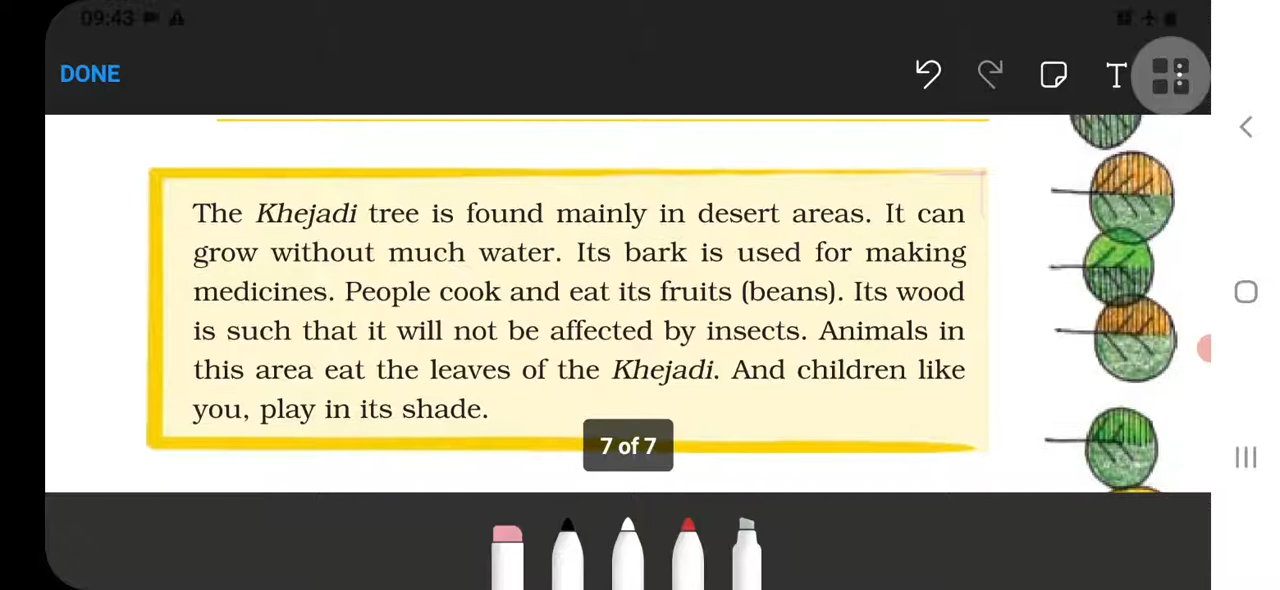 09:43
DONE
T
The Khejadi tree is found mainly in desert areas. It can
grow without much water. Its bark is used for making
medicines. People cook and eat its fruits (beans). Its wood
is such that it will not be affected by insects. Animals in
this area eat the leaves of the Khejadi. And children like
you, play in its shade.
7 of 7